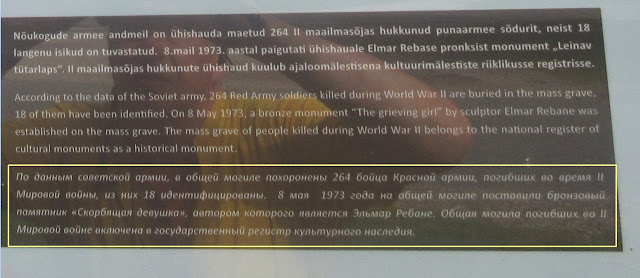 Nõukogude armee andmeil on ühishauda maetud 264 II maailmasõjas hukkunud punaarmee sõdurit, neist 18
langenu isikud on tuvastatud. 8.mail 1973. aastal paigutati ühishauale Elmar Rebase pronksist monument „Leinav
tütarlaps“. II maailmasõjas hukkunute ühishaud kuulub ajaloomälestisena kultuurimälestiste riiklikusse registrisse.
According to the data of the Soviet army, 264 Red Army soldiers killed during World War II are buried in the mass grave,
18 of them have been identified. On 8 May 1973, a bronze monument “The grieving girl” by sculptor Elmar Rebane was
established on the mass grave. The mass grave of people killed during World War II belongs to the national register of
cultural monuments as a historical monument.
По данным советской армии, в общей могиле похоронены 264 бойца Красной армии, погибших во время II
Мировой войны, из них 18 идентифицированы. 8 мая 1973 года на общей могиле поставили бронзовый
памятник «Скорбящая девушка», автором которого является Эльмар Ребане. Общая могила погибших во II
Мировой войне включена в государственный регистр культурного наследия.